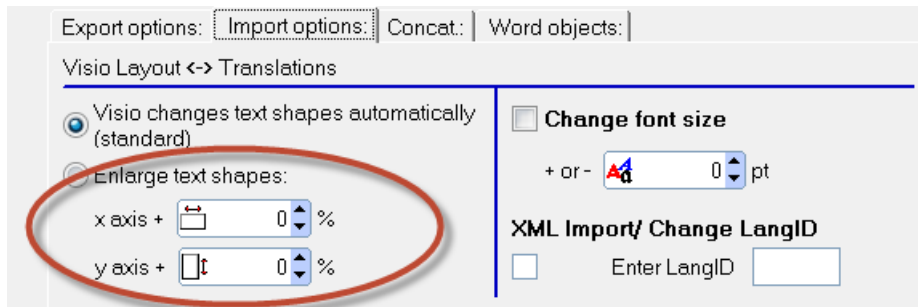 Export options: Import options: Concat.: Word objects:
Visio Layout <-> Translations
Visio changes text shapes automatically
(standard)
Enlarge text shapes:
x axis + 0 %
y axis + 0 %
Change font size
+ or - 0 pt
XML Import/ Change LangID
Enter LangID